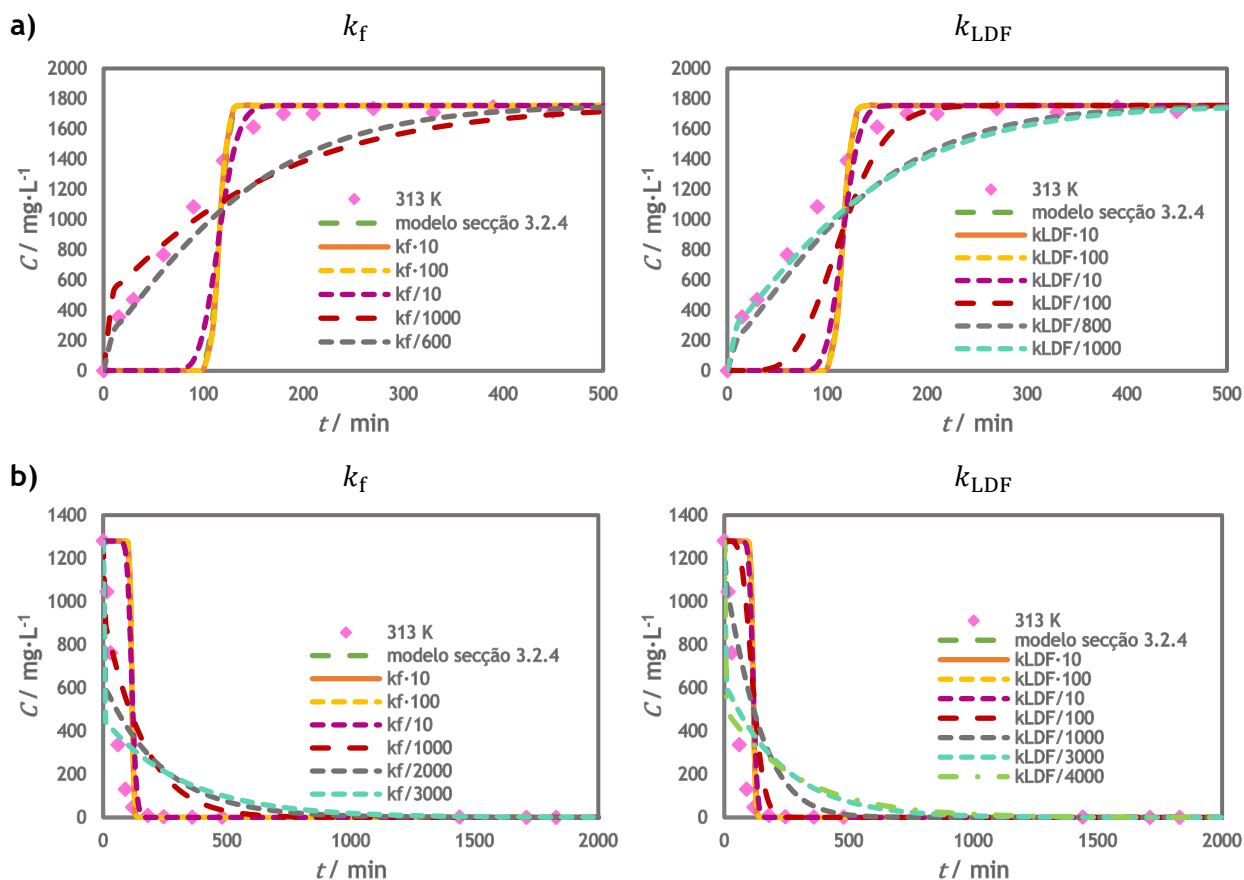 a)
k_f
k_LDF
2000
1800
1600
1400
1200
1000
800
600
400
200
0
C / mg·L⁻¹
0 100 200 300 400 500
t / min
313 K
modelo secção 3.2.4
kf·10
kf·100
kf/10
kf/1000
kf/600
2000
1800
1600
1400
1200
1000
800
600
400
200
0
C / mg·L⁻¹
0 100 200 300 400 500
t / min
313 K
modelo secção 3.2.4
kLDF·10
kLDF·100
kLDF/10
kLDF/100
kLDF/800
kLDF/1000
b)
k_f
k_LDF
1400
1200
1000
800
600
400
200
0
C / mg·L⁻¹
0 500 1000 1500 2000
t / min
313 K
modelo secção 3.2.4
kf·10
kf·100
kf/10
kf/1000
kf/2000
kf/3000
1400
1200
1000
800
600
400
200
0
C / mg·L⁻¹
0 500 1000 1500 2000
t / min
313 K
modelo secção 3.2.4
kLDF·10
kLDF·100
kLDF/10
kLDF/100
kLDF/1000
kLDF/3000
kLDF/4000